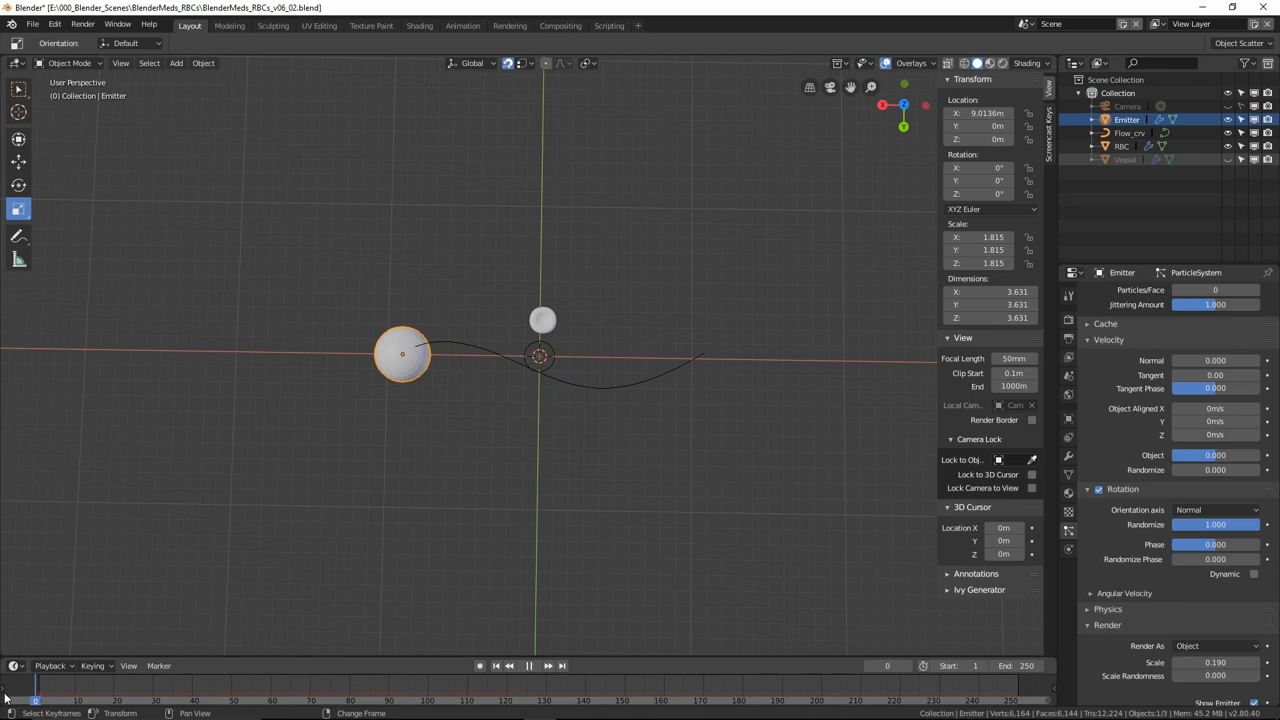 Blender* [E:\000_Blender_Scenes\BlenderMeds_RBCs\BlenderMeds_RBCs_v06_02.blend]
File Edit Render Window Help Layout Modeling Sculpting UV Editing Texture Paint Shading Animation Rendering Compositing Scripting + Scene View Layer
Orientation: Default Object Scatter
Object Mode View Select Add Object Global Overlays Shading
User Perspective
(0) Collection | Emitter
X Z Y
Transform
Location:
X: 9.0136m
Y: 0m
Z: 0m
Rotation:
X: 0°
Y: 0°
Z: 0°
XYZ Euler
Scale:
X: 1.815
Y: 1.815
Z: 1.815
Dimensions:
X: 3.631
Y: 3.631
Z: 3.631
View
Focal Length 50mm
Clip Start 0.1m
End 1000m
Local Cam.. Cam
Render Border
Camera Lock
Lock to Obj..
Lock to 3D Cursor
Lock Camera to View
3D Cursor
Location X 0m
Y 0m
Z 0m
Annotations
Ivy Generator
View
Screencast Keys
Scene Collection
Collection
Camera
Emitter
Flow_crv
RBC
Vessel
Emitter ParticleSystem
Particles/Face 0
Jittering Amount 1.000
Cache
Velocity
Normal 0.000
Tangent 0.00
Tangent Phase 0.000
Object Aligned X 0m/s
Y 0m/s
Z 0m/s
Object 0.000
Randomize 0.000
Rotation
Orientation axis Normal
Randomize 1.000
Phase 0.000
Randomize Phase 0.000
Dynamic
Angular Velocity
Physics
Render
Render As Object
Scale 0.190
Scale Randomness 0.000
Show Emitter
Playback Keying View Marker 0 Start: 1 End: 250
0 10 20 30 40 50 60 70 80 90 100 110 120 130 140 150 160 170 180 190 200 210 220 230 240 250
Select Keyframes Transform Pan View Change Frame Collection | Emitter | Verts:6,164 | Faces:6,144 | Tris:12,224 | Objects:1/3 | Mem: 45.2 MB | v2.80.40